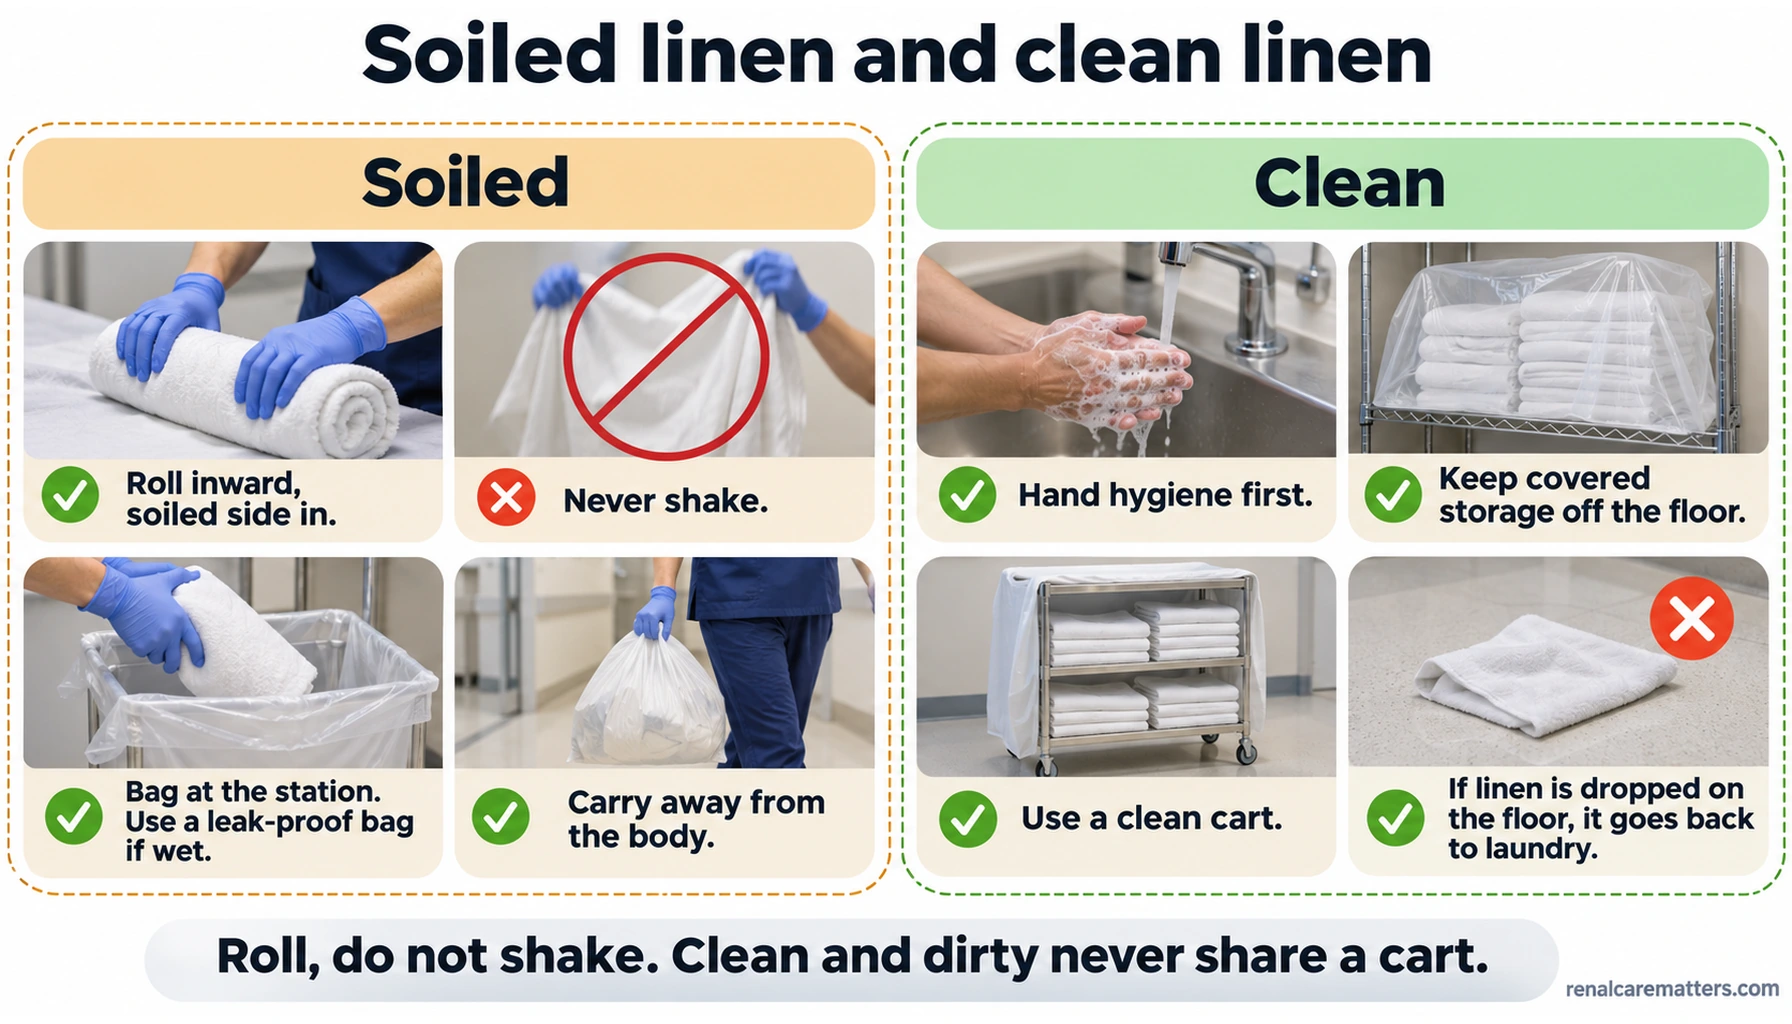 Soiled linen and clean linen
Soiled
Roll inward,
soiled side in.
Never shake.
Bag at the station.
Use a leak-proof bag
if wet.
Carry away from
the body.
Clean
Hand hygiene first.
Keep covered
storage off the floor.
Use a clean cart.
If linen is dropped on
the floor, it goes back
to laundry.
Roll, do not shake. Clean and dirty never share a cart.
renalcarematters.com